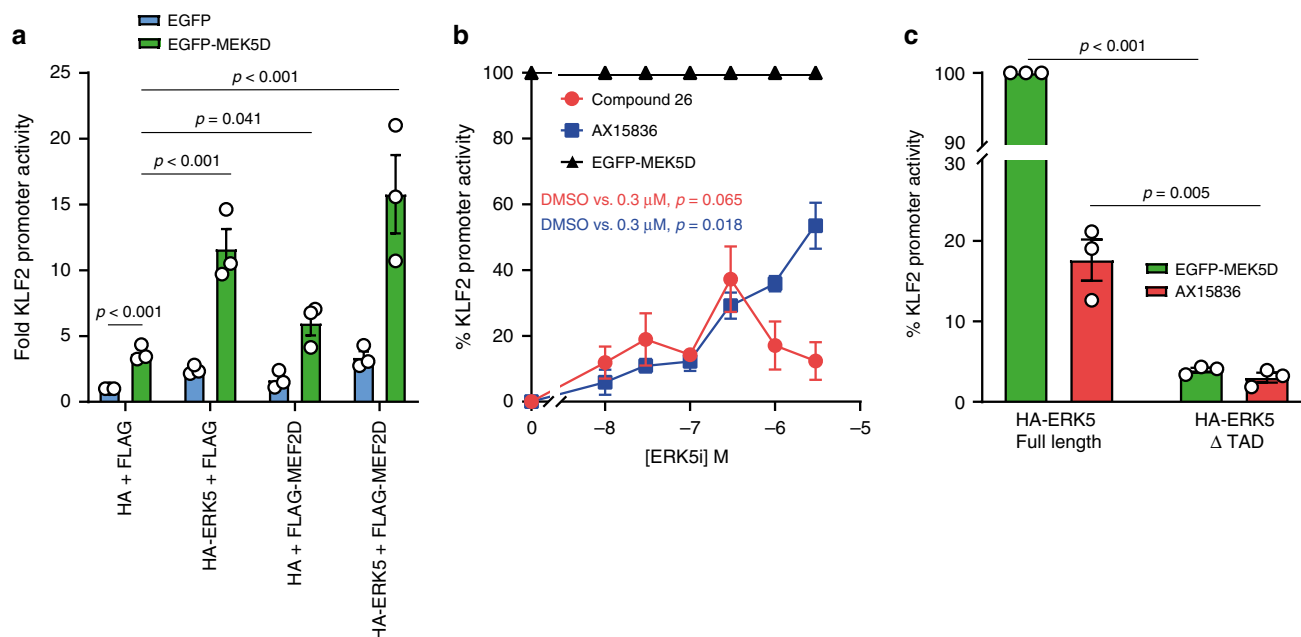 a
EGFP
EGFP-MEK5D
Fold KLF2 promoter activity
25
20
15
10
5
0
p < 0.001
p = 0.041
p < 0.001
p < 0.001
HA + FLAG
HA-ERK5 + FLAG
HA + FLAG-MEF2D
HA-ERK5 + FLAG-MEF2D
b
% KLF2 promoter activity
100
80
60
40
20
0
Compound 26
AX15836
EGFP-MEK5D
DMSO vs. 0.3 μM, p = 0.065
DMSO vs. 0.3 μM, p = 0.018
0 –8 –7 –6 –5
[ERK5i] M
c
% KLF2 promoter activity
100
90
30
20
10
0
p < 0.001
p = 0.005
EGFP-MEK5D
AX15836
HA-ERK5
Full length
HA-ERK5
Δ TAD